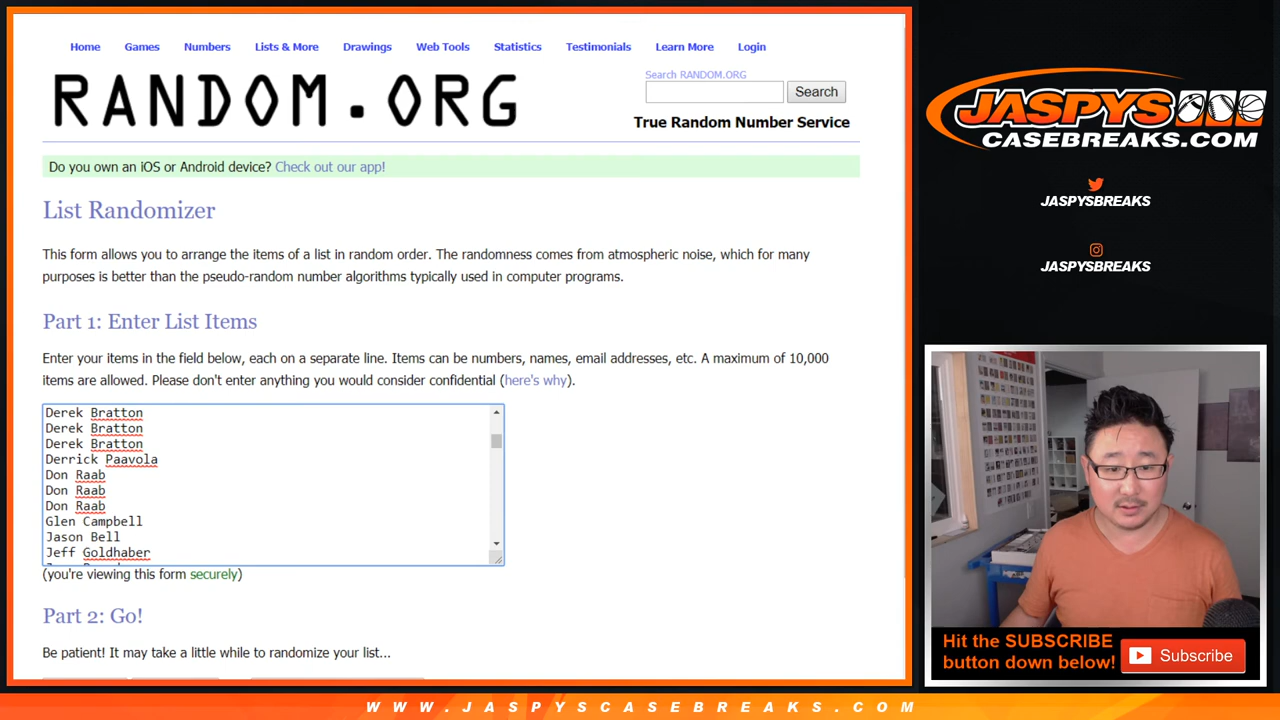 Home Games Numbers Lists & More Drawings Web Tools Statistics Testimonials Learn More Login
RANDOM.ORG
Search RANDOM.ORG
Search
True Random Number Service
Do you own an iOS or Android device? Check out our app!
List Randomizer
This form allows you to arrange the items of a list in random order. The randomness comes from atmospheric noise, which for many
purposes is better than the pseudo-random number algorithms typically used in computer programs.
Part 1: Enter List Items
Enter your items in the field below, each on a separate line. Items can be numbers, names, email addresses, etc. A maximum of 10,000
items are allowed. Please don't enter anything you would consider confidential (here's why).
Derek Bratton
Derek Bratton
Derek Bratton
Derrick Paavola
Don Raab
Don Raab
Don Raab
Glen Campbell
Jason Bell
Jeff Goldhaber
(you're viewing this form securely)
Part 2: Go!
Be patient! It may take a little while to randomize your list...
JASPYS
CASEBREAKS.COM
JASPYSBREAKS
JASPYSBREAKS
Hit the SUBSCRIBE
button down below!
Subscribe
WWW.JASPYSCASEBREAKS.COM